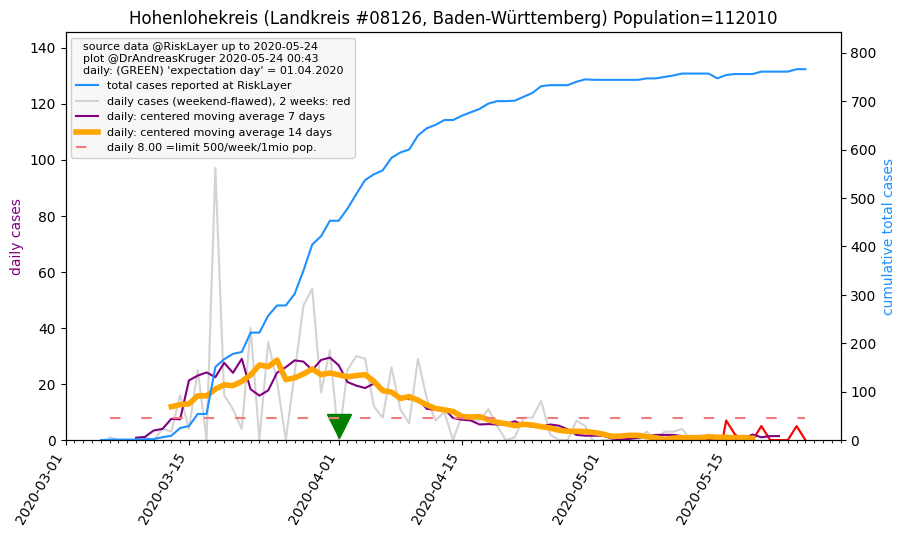 Hohenlohekreis (Landkreis #08126, Baden-Württemberg) Population=112010
source data @RiskLayer up to 2020-05-24
plot @DrAndreasKruger 2020-05-24 00:43
daily: (GREEN) 'expectation day' = 01.04.2020
total cases reported at RiskLayer
daily cases (weekend-flawed), 2 weeks: red
daily: centered moving average 7 days
daily: centered moving average 14 days
daily 8.00 =limit 500/week/1mio pop.
daily cases
140
120
100
80
60
40
20
0
cumulative total cases
800
700
600
500
400
300
200
100
0
2020-03-01
2020-03-15
2020-04-01
2020-04-15
2020-05-01
2020-05-15